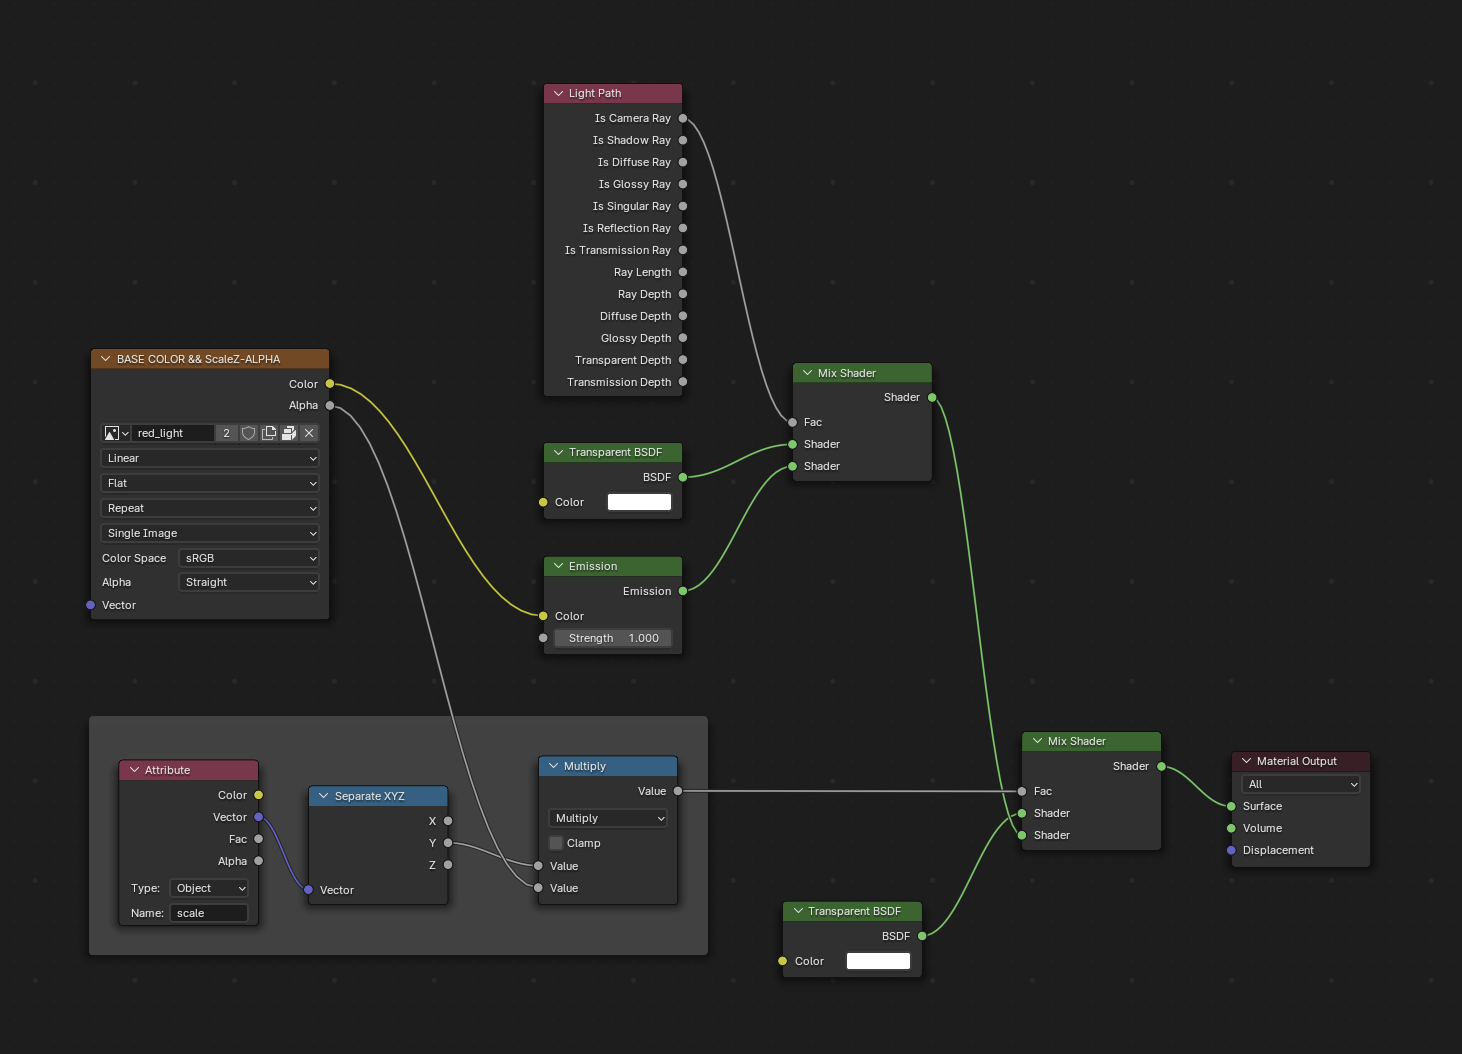 Light Path
Is Camera Ray
Is Shadow Ray
Is Diffuse Ray
Is Glossy Ray
Is Singular Ray
Is Reflection Ray
Is Transmission Ray
Ray Length
Ray Depth
Diffuse Depth
Glossy Depth
Transparent Depth
Transmission Depth
BASE COLOR && ScaleZ-ALPHA
Color
Alpha
red_light 2
Linear
Flat
Repeat
Single Image
Color Space sRGB
Alpha Straight
Vector
Transparent BSDF
BSDF
Color
Emission
Emission
Color
Strength 1.000
Mix Shader
Shader
Fac
Shader
Shader
Attribute
Color
Vector
Fac
Alpha
Type: Object
Name: scale
Separate XYZ
X
Y
Z
Vector
Multiply
Value
Multiply
Clamp
Value
Value
Transparent BSDF
BSDF
Color
Mix Shader
Shader
Fac
Shader
Shader
Material Output
All
Surface
Volume
Displacement